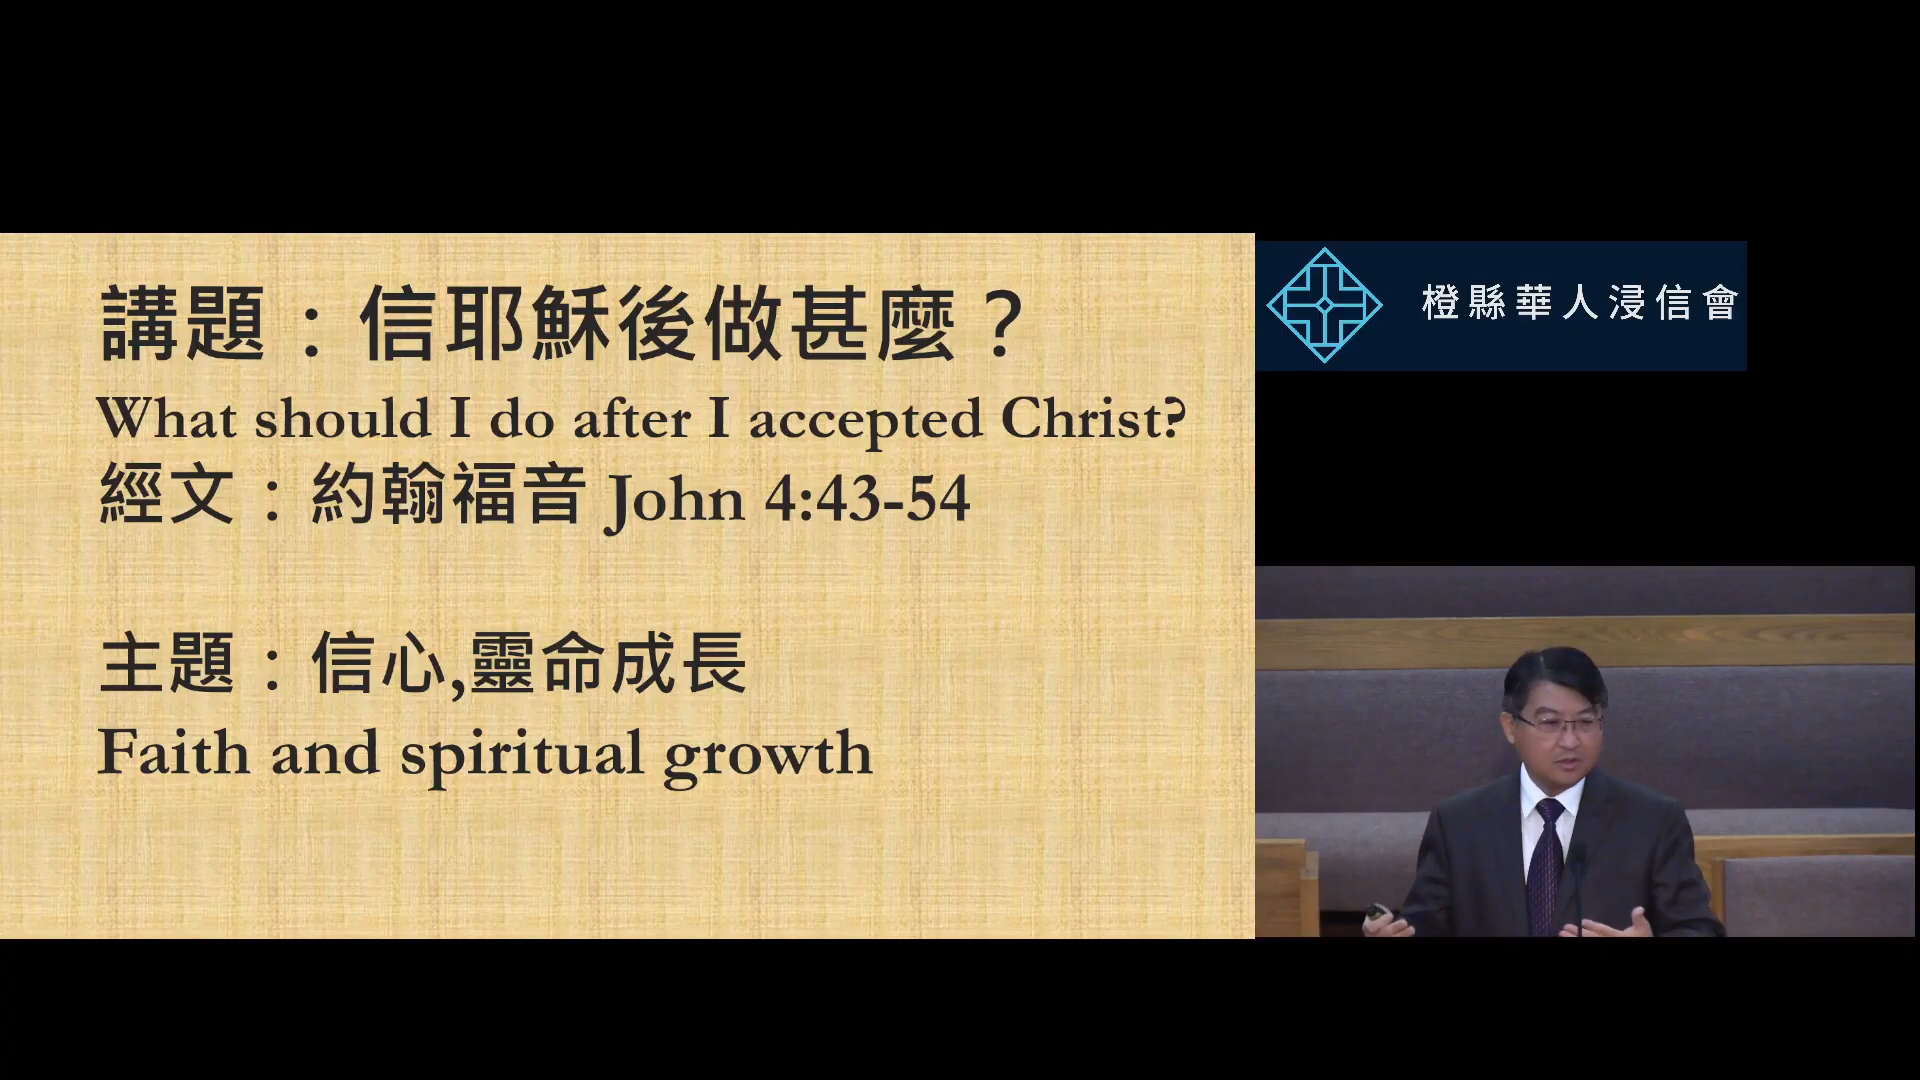 講題：信耶穌後做甚麼？
What should I do after I accepted Christ?
經文：約翰福音 John 4:43-54
主題：信心,靈命成長
Faith and spiritual growth
橙縣華人浸信會